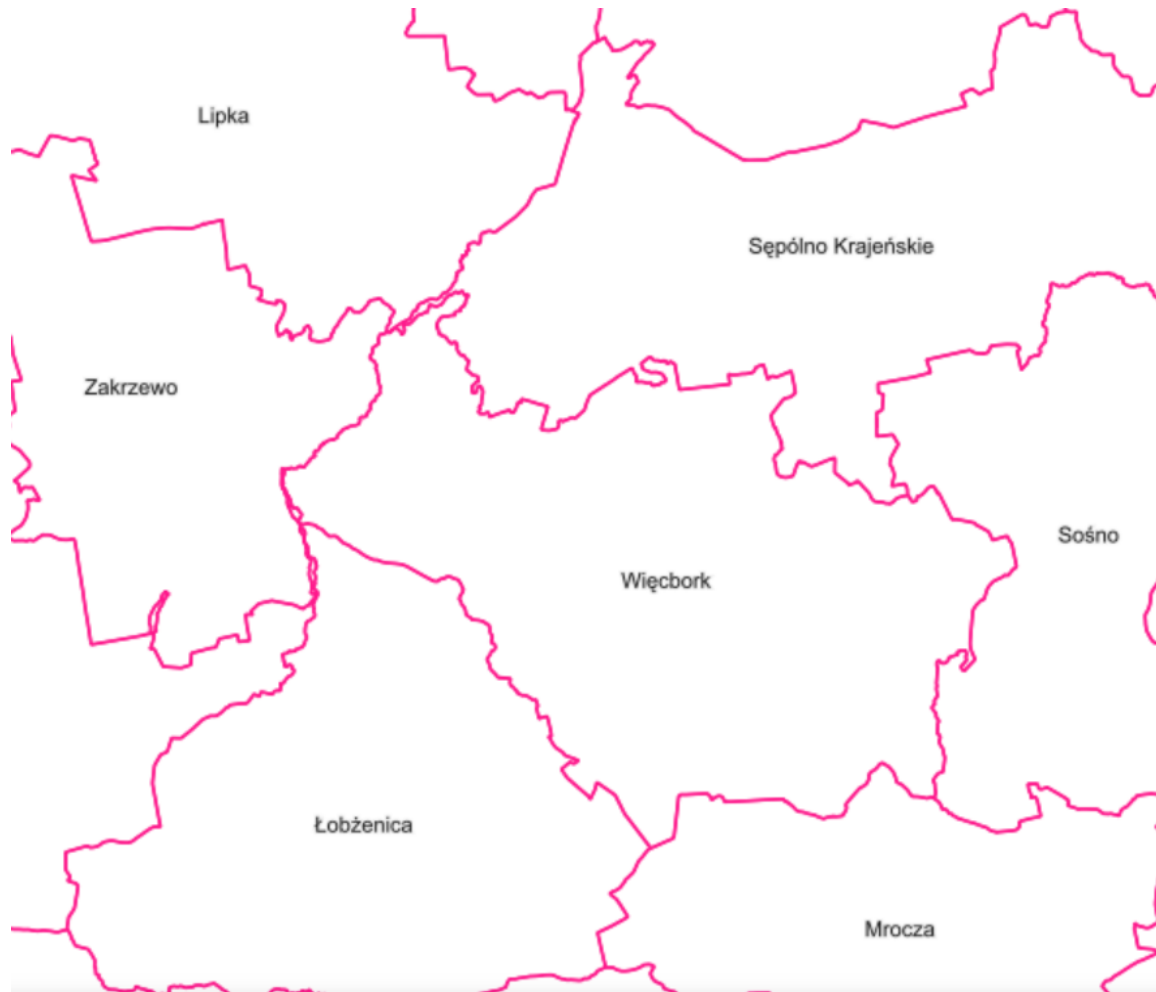 Lipka
Sępólno Krajeńskie
Zakrzewo
Sośno
Więcbork
Łobżenica
Mrocza